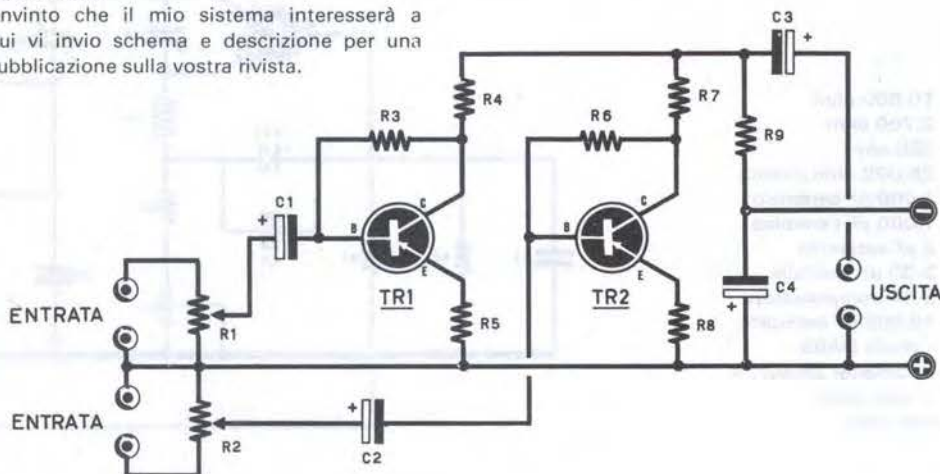 nvinto che il mio sistema interesserà a
ui vi invio schema e descrizione per una
ubblicazione sulla vostra rivista.
C3
+
R4
R7
R3
R6
R9
C1
+
B
C
E
TR1
B
C
E
TR2
C4
+
−
USCITA
ENTRATA
R1
R5
R8
+
ENTRATA
R2
+
C2